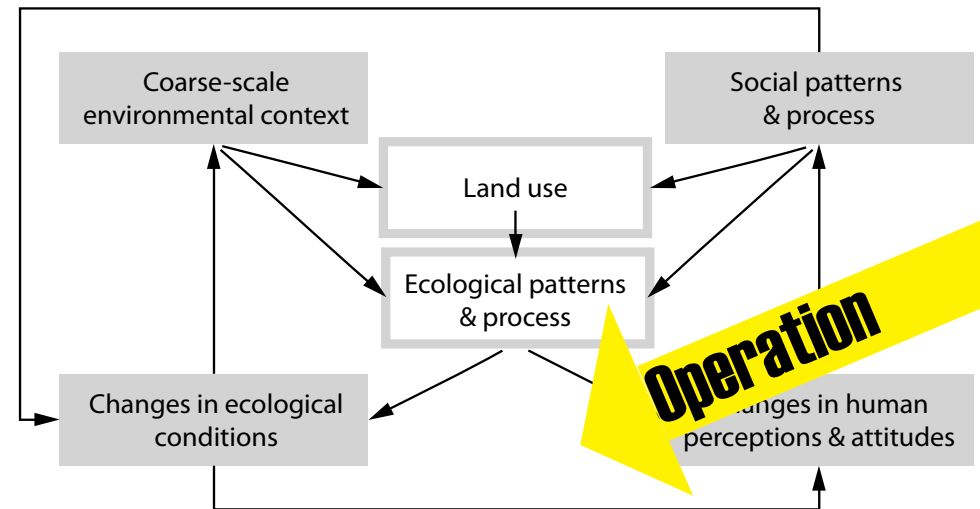 Coarse-scale
environmental context
Social patterns
& process
Land use
Ecological patterns
& process
Operation
Changes in ecological
conditions
in human
perceptions & attitudes